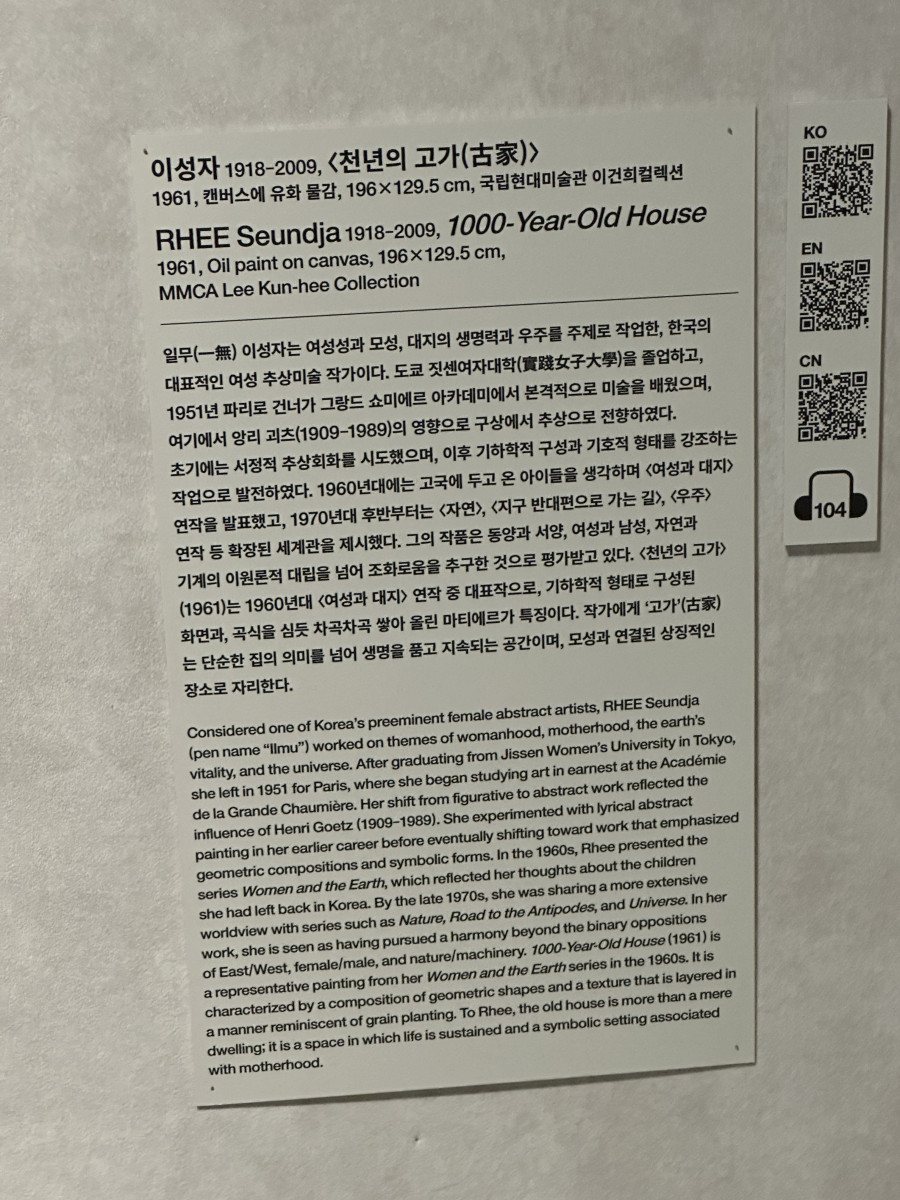 이성자 1918-2009, 〈천년의 고가(古家)〉
1961, 캔버스에 유화 물감, 196×129.5 cm, 국립현대미술관 이건희컬렉션
RHEE Seundja 1918-2009, 1000-Year-Old House
1961, Oil paint on canvas, 196×129.5 cm,
MMCA Lee Kun-hee Collection
일무(一無) 이성자는 여성성과 모성, 대지의 생명력과 우주를 주제로 작업한, 한국의
대표적인 여성 추상미술 작가이다. 도쿄 짓센여자대학(實踐女子大學)을 졸업하고,
1951년 파리로 건너가 그랑드 쇼미에르 아카데미에서 본격적으로 미술을 배웠으며,
여기에서 앙리 괴츠(1909-1989)의 영향으로 구상에서 추상으로 전향하였다.
초기에는 서정적 추상회화를 시도했으며, 이후 기하학적 구성과 기호적 형태를 강조하는
작업으로 발전하였다. 1960년대에는 고국에 두고 온 아이들을 생각하며 〈여성과 대지〉
연작을 발표했고, 1970년대 후반부터는 〈자연〉, 〈지구 반대편으로 가는 길〉, 〈우주〉
연작 등 확장된 세계관을 제시했다. 그의 작품은 동양과 서양, 여성과 남성, 자연과
기계의 이원론적 대립을 넘어 조화로움을 추구한 것으로 평가받고 있다. 〈천년의 고가〉
(1961)는 1960년대 〈여성과 대지〉 연작 중 대표작으로, 기하학적 형태로 구성된
화면과, 곡식을 심듯 차곡차곡 쌓아 올린 마티에르가 특징이다. 작가에게 ‘고가’(古家)
는 단순한 집의 의미를 넘어 생명을 품고 지속되는 공간이며, 모성과 연결된 상징적인
장소로 자리한다.
Considered one of Korea’s preeminent female abstract artists, RHEE Seundja
(pen name “Ilmu”) worked on themes of womanhood, motherhood, the earth’s
vitality, and the universe. After graduating from Jissen Women’s University in Tokyo,
she left in 1951 for Paris, where she began studying art in earnest at the Académie
de la Grande Chaumière. Her shift from figurative to abstract work reflected the
influence of Henri Goetz (1909-1989). She experimented with lyrical abstract
painting in her earlier career before eventually shifting toward work that emphasized
geometric compositions and symbolic forms. In the 1960s, Rhee presented the
series Women and the Earth, which reflected her thoughts about the children
she had left back in Korea. By the late 1970s, she was sharing a more extensive
worldview with series such as Nature, Road to the Antipodes, and Universe. In her
work, she is seen as having pursued a harmony beyond the binary oppositions
of East/West, female/male, and nature/machinery. 1000-Year-Old House (1961) is
a representative painting from her Women and the Earth series in the 1960s. It is
characterized by a composition of geometric shapes and a texture that is layered in
a manner reminiscent of grain planting. To Rhee, the old house is more than a mere
dwelling; it is a space in which life is sustained and a symbolic setting associated
with motherhood.
KO
EN
CN
104